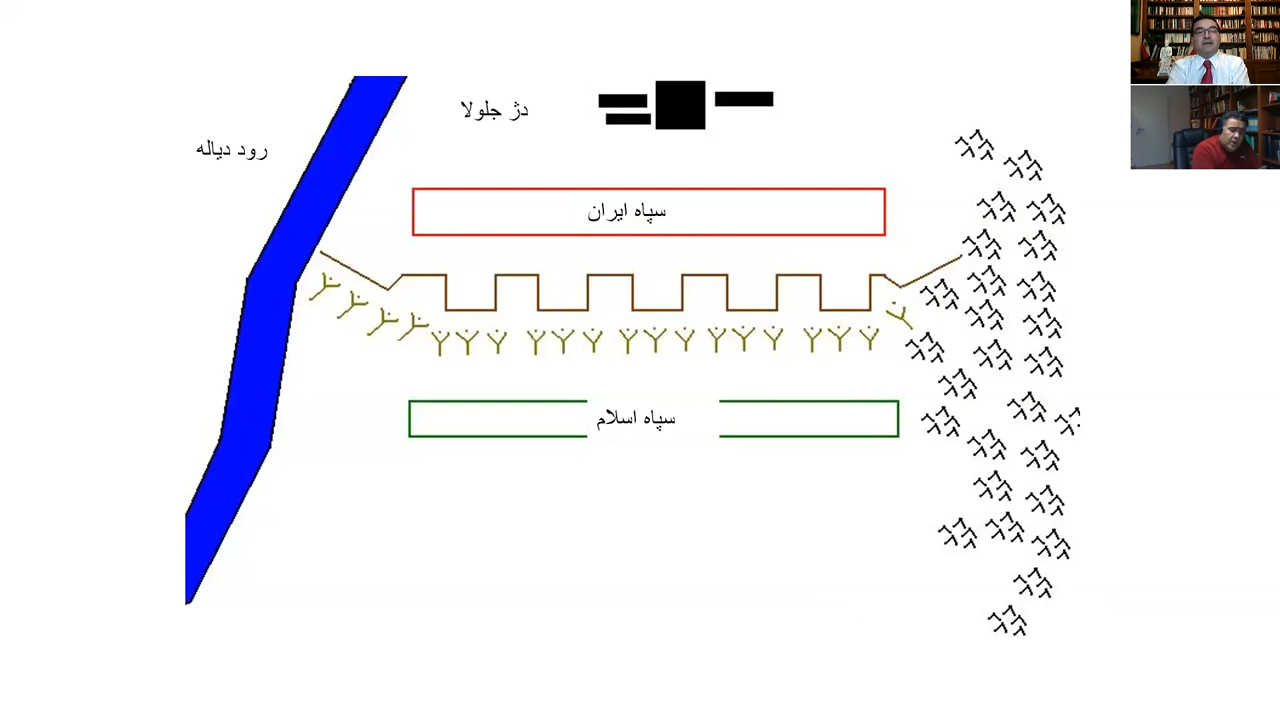 دژ جلولا
رود دیاله
سپاه ایران
سپاه اسلام